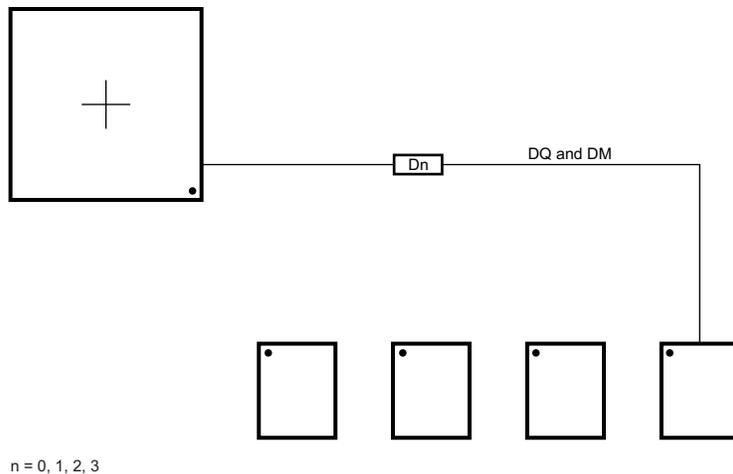 Dn
DQ and DM
n = 0, 1, 2, 3